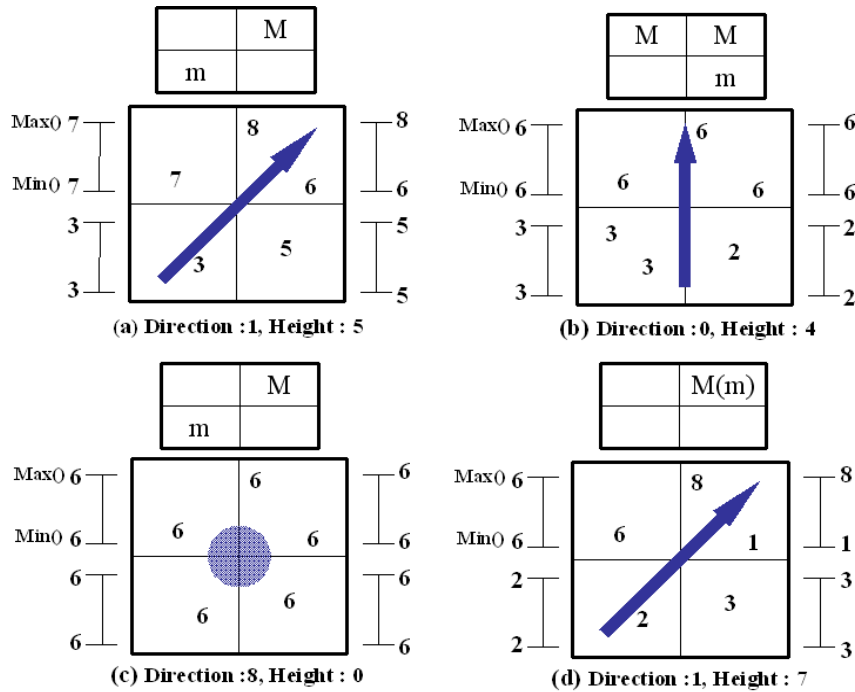 M
m
Max() 7
8
8
7
6
Min() 7
6
3
5
3
5
3
5
(a) Direction :1, Height : 5
M M
m
Max() 6
6
6
6
6
Min() 6
6
3
3
2
3
2
3
2
(b) Direction :0, Height : 4
M
m
Max() 6
6
6
6
6
Min() 6
6
6
6
6
6
6
6
(c) Direction :8, Height : 0
M(m)
Max() 6
8
8
6
1
Min() 6
1
2
3
2
3
2
3
(d) Direction :1, Height : 7